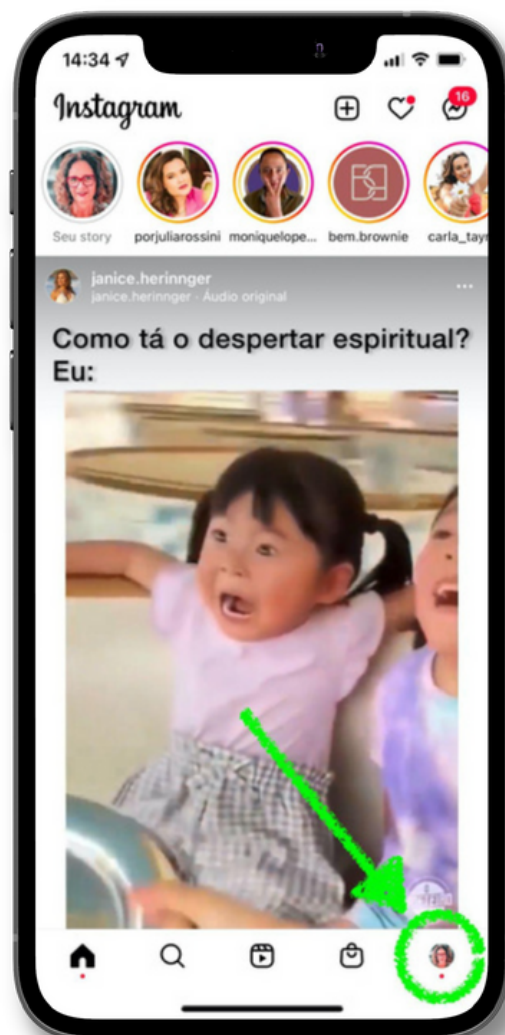 14:34
Instagram
16
Seu story
porjuliarossini
moniquelope...
bem.brownie
carla_tayr
janice.herinnger
janice.herinnger · Áudio original
Como tá o despertar espiritual?
Eu: